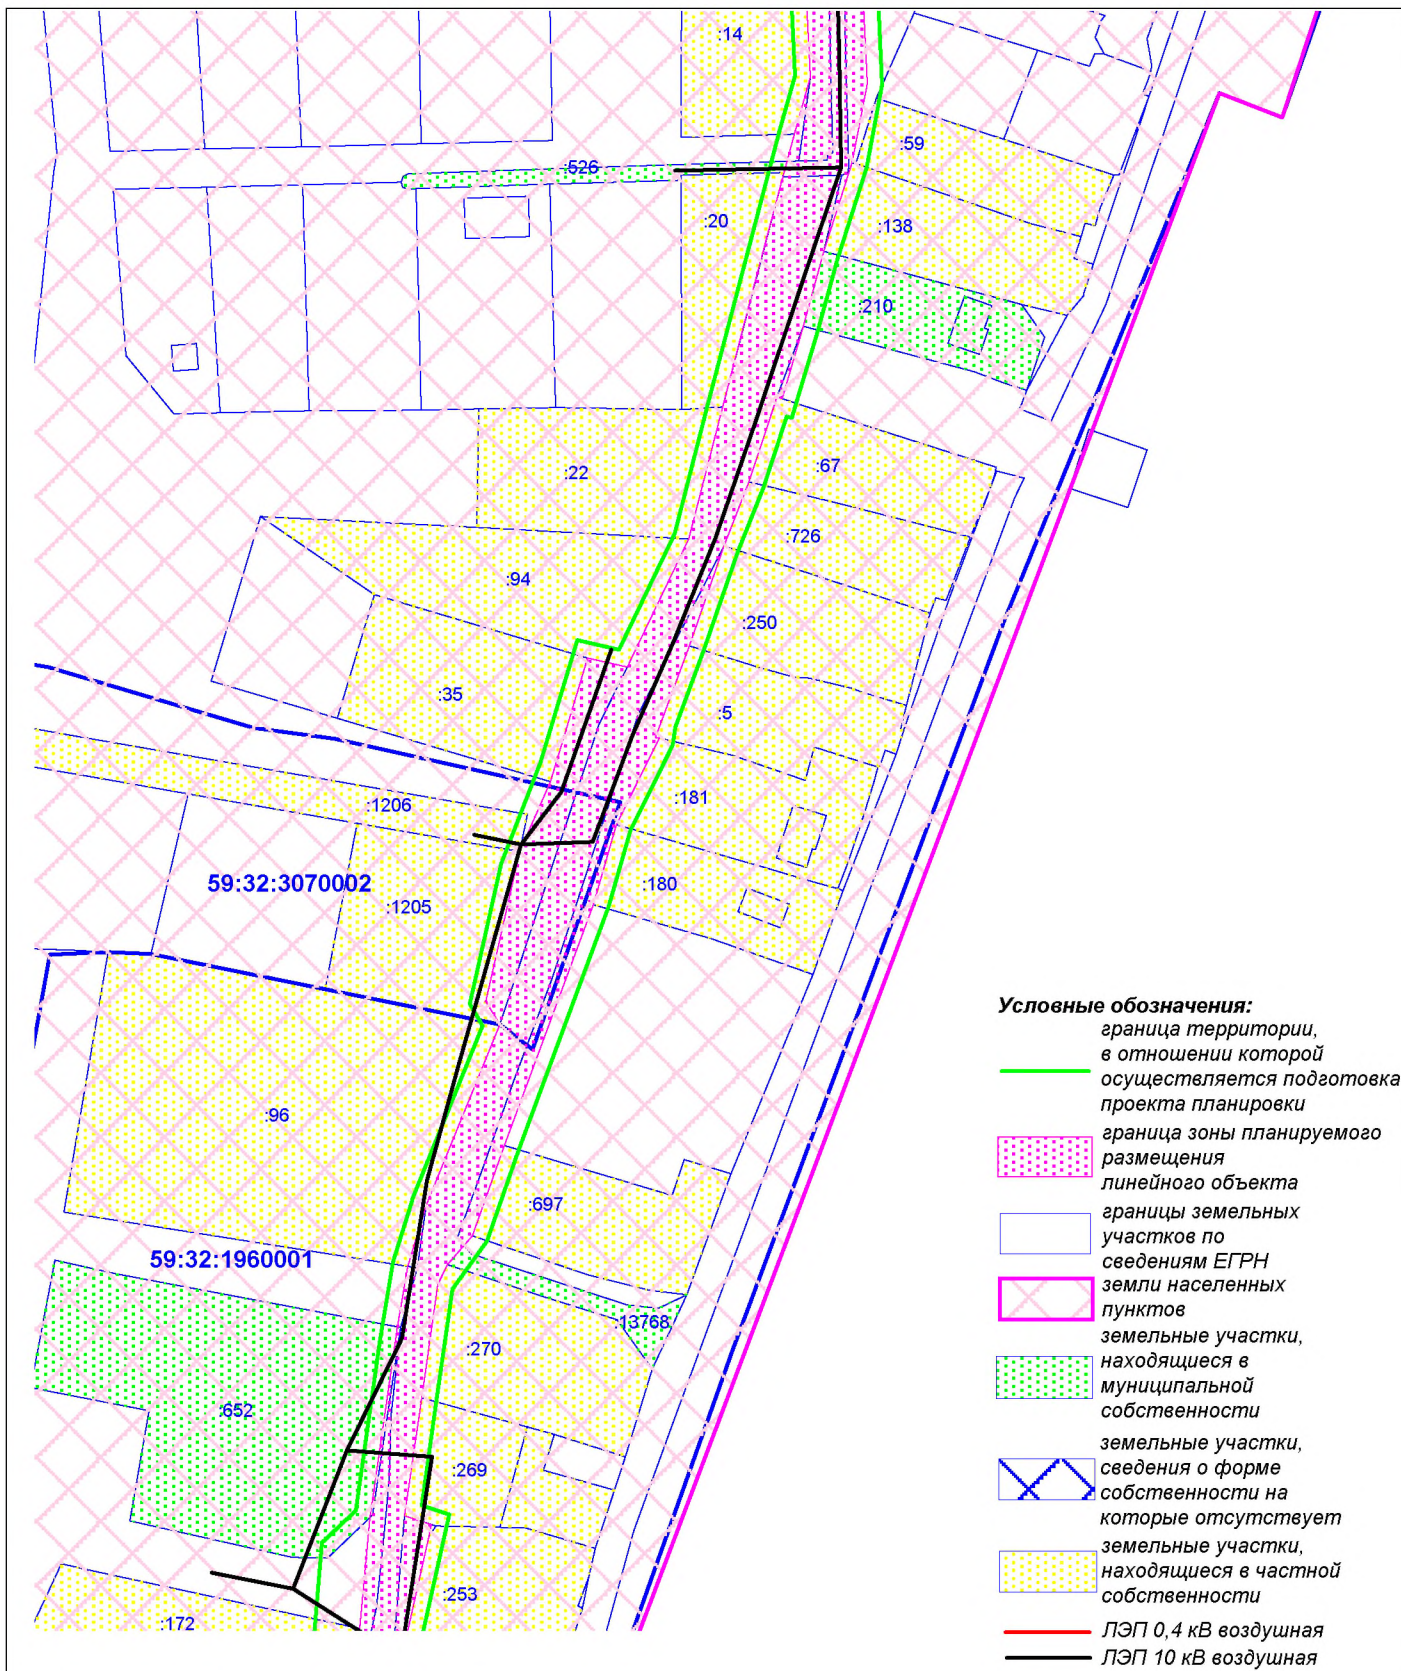 :14
:526
:59
:20
:138
:210
:22
:67
:726
:94
:250
:35
:5
:1206
:181
59:32:3070002
:180
:1205
:96
:697
59:32:1960001
:13768
:270
:652
:269
:253
:172
Условные обозначения:
граница территории,
в отношении которой
осуществляется подготовка
проекта планировки
граница зоны планируемого
размещения
линейного объекта
границы земельных
участков по
сведениям ЕГРН
земли населенных
пунктов
земельные участки,
находящиеся в
муниципальной
собственности
земельные участки,
сведения о форме
собственности на
которые отсутствует
земельные участки,
находящиеся в частной
собственности
ЛЭП 0,4 кВ воздушная
ЛЭП 10 кВ воздушная